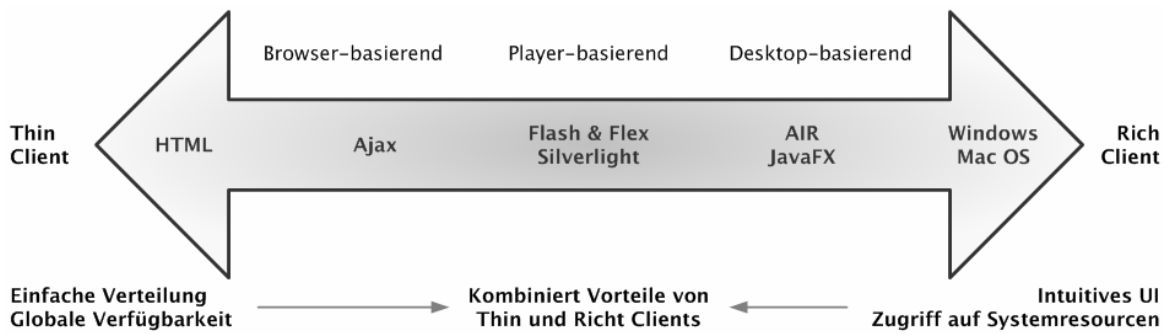 Browser-basierend Player-basierend Desktop-basierend
Thin
Client
HTML
Ajax
Flash & Flex
Silverlight
AIR
JavaFX
Windows
Mac OS
Rich
Client
Einfache Verteilung
Globale Verfügbarkeit
Kombiniert Vorteile von
Thin und Richt Clients
Intuitives UI
Zugriff auf Systemresourcen